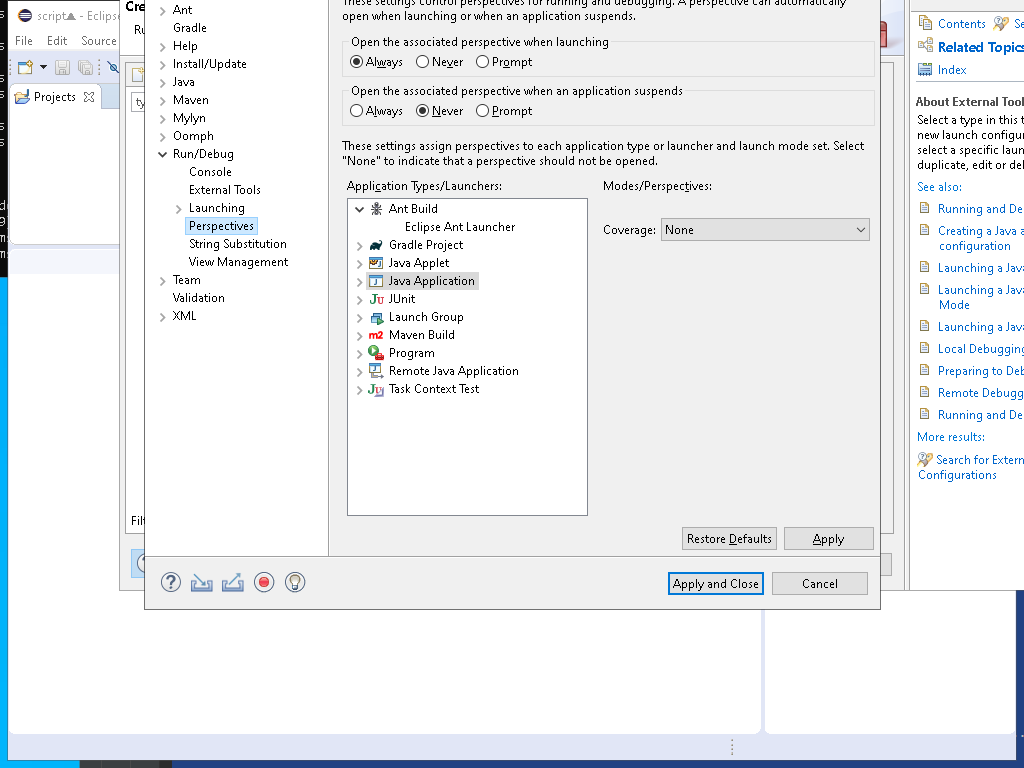 script - Eclipse
File Edit Source
Projects
Cre
Ru
ty
Filt
Ant
Gradle
Help
Install/Update
Java
Maven
Mylyn
Oomph
Run/Debug
Console
External Tools
Launching
Perspectives
String Substitution
View Management
Team
Validation
XML
These settings control perspectives for running and debugging. A perspective can automatically
open when launching or when an application suspends.
Open the associated perspective when launching
Always Never Prompt
Open the associated perspective when an application suspends
Always Never Prompt
These settings assign perspectives to each application type or launcher and launch mode set. Select
"None" to indicate that a perspective should not be opened.
Application Types/Launchers:
Modes/Perspectives:
Ant Build
Eclipse Ant Launcher
Gradle Project
Java Applet
Java Application
JUnit
Launch Group
Maven Build
Program
Remote Java Application
Task Context Test
Coverage: None
Restore Defaults Apply
Apply and Close Cancel
Contents Se
Related Topics
Index
About External Tool
Select a type in this t
new launch configur
select a specific laun
duplicate, edit or del
See also:
Running and De
Creating a Java a
configuration
Launching a Java
Launching a Java
Mode
Launching a Java
Local Debugging
Preparing to Deb
Remote Debugg
Running and De
More results:
Search for Extern
Configurations